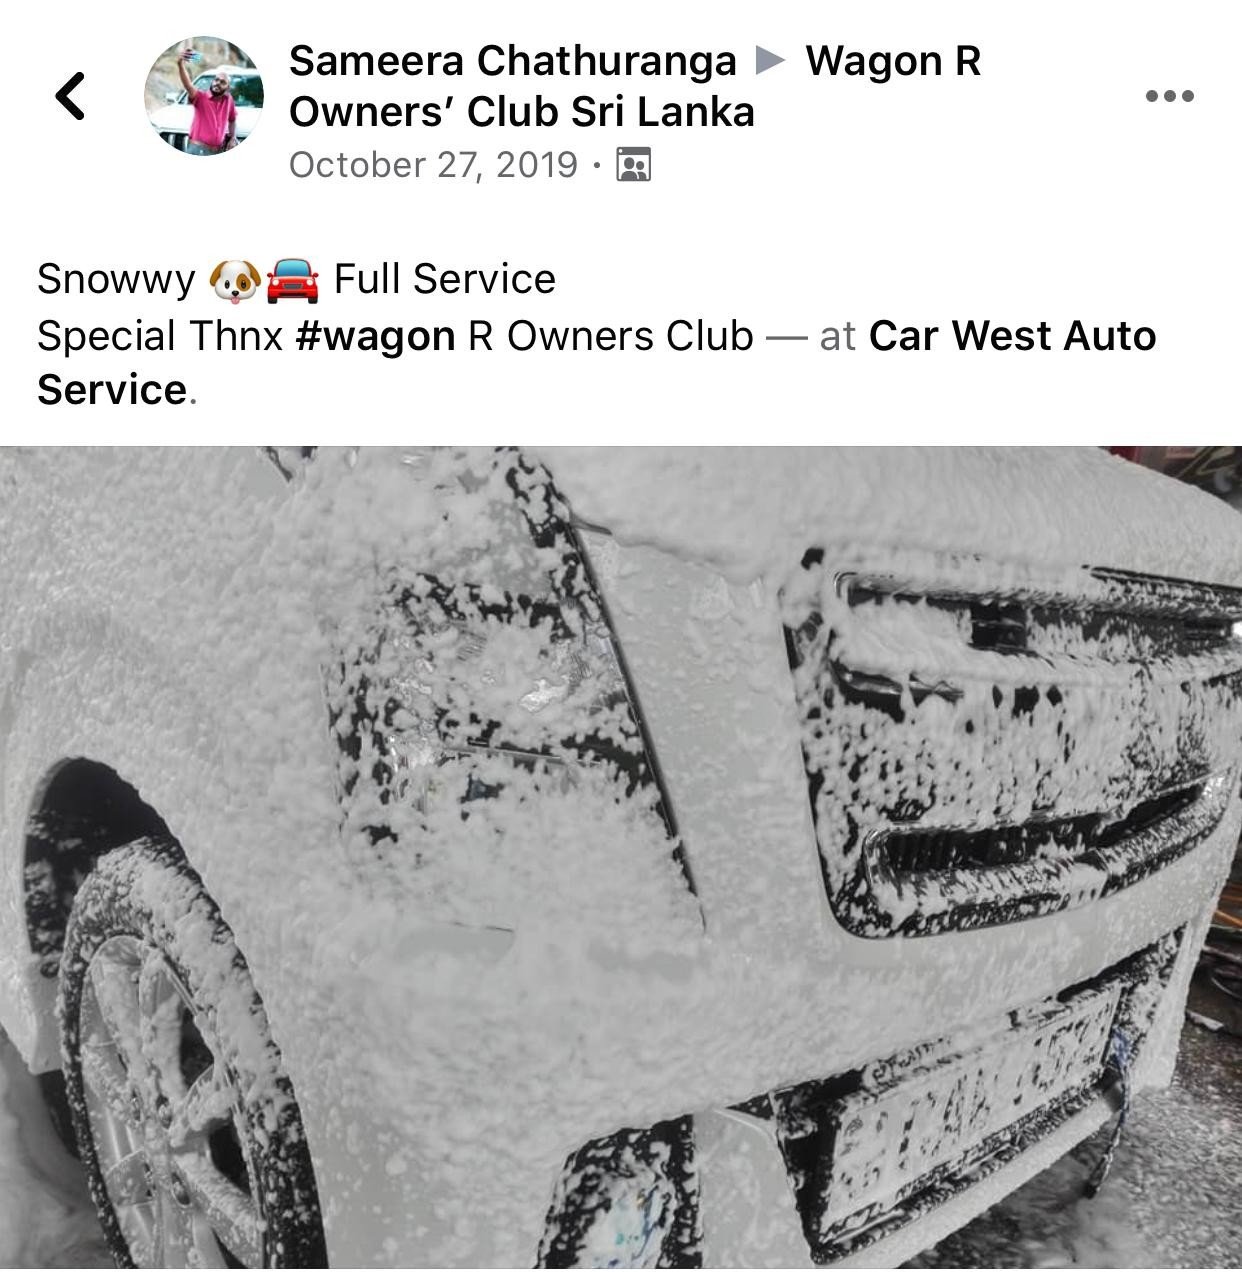 Sameera Chathuranga ▶ Wagon R
Owners’ Club Sri Lanka
October 27, 2019 ·
Snowwy 🐶🚘 Full Service
Special Thnx #wagon R Owners Club — at Car West Auto
Service.